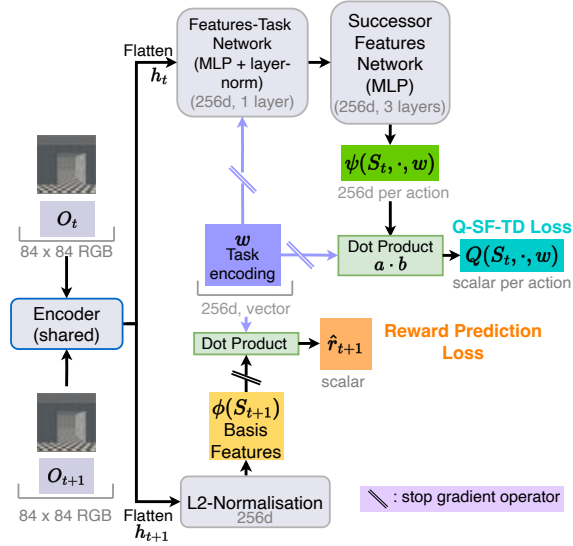 Flatten
h_t
Features-Task
Network
(MLP + layer-
norm)
(256d, 1 layer)
Successor
Features
Network
(MLP)
(256d, 3 layers)
ψ(S_t, ·, w)
256d per action
O_t
84 x 84 RGB
w
Task
encoding
256d, vector
Dot Product
a · b
Q-SF-TD Loss
Q(S_t, ·, w)
scalar per action
Encoder
(shared)
Dot Product
r̂_{t+1}
scalar
Reward Prediction
Loss
ϕ(S_{t+1})
Basis
Features
O_{t+1}
84 x 84 RGB
Flatten
h_{t+1}
L2-Normalisation
256d
: stop gradient operator